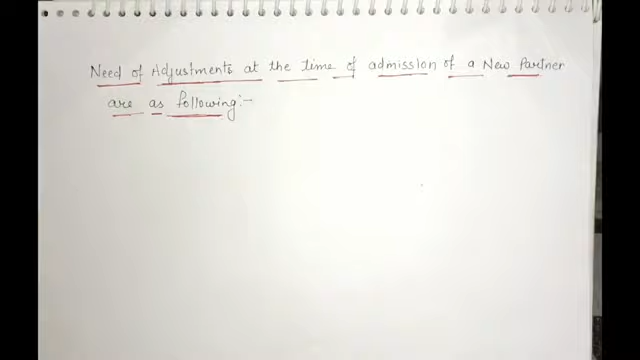 Need of Adjustments at the time of admission of a New Partner
are as following:-